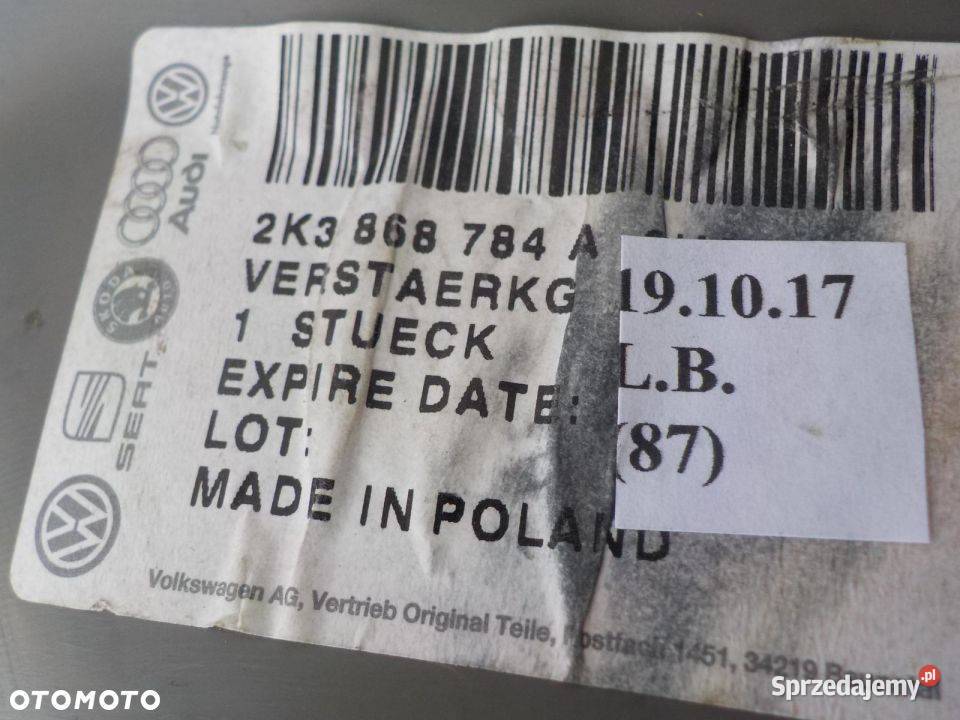 2K3 868 784 A
VERSTAERKG
1 STUECK
EXPIRE DATE:
LOT:
MADE IN POLAND
19.10.17
L.B.
(87)
Volkswagen AG, Vertrieb Original Teile, Postfach 1451, 34219
Audi
SKODA
SEAT
OTOMOTO
Sprzedajemy.pl